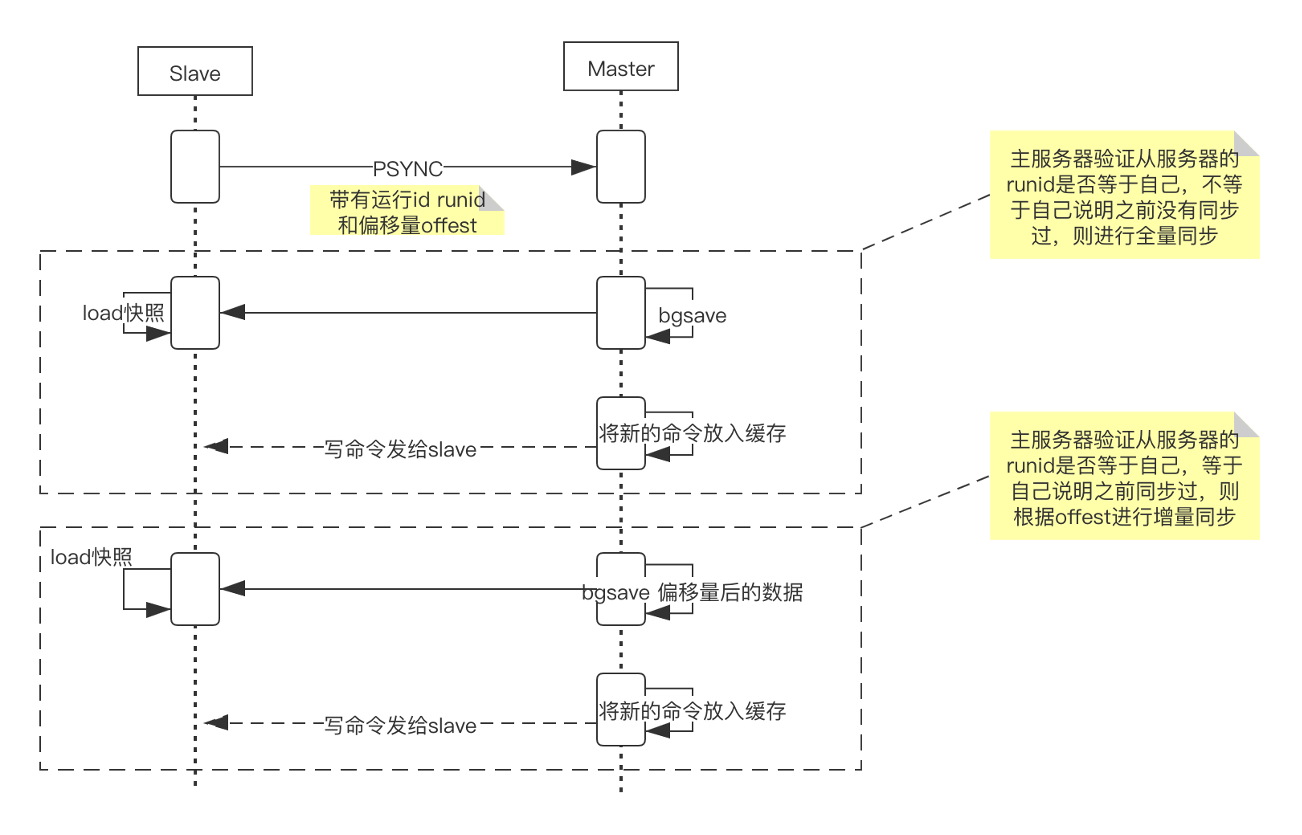 Slave
Master
PSYNC
带有运行id runid
和偏移量offest
主服务器验证从服务器的
runid是否等于自己，不等
于自己说明之前没有同步
过，则进行全量同步
load快照
bgsave
将新的命令放入缓存
写命令发给slave
主服务器验证从服务器的
runid是否等于自己，等于
自己说明之前同步过，则
根据offest进行增量同步
load快照
bgsave 偏移量后的数据
将新的命令放入缓存
写命令发给slave